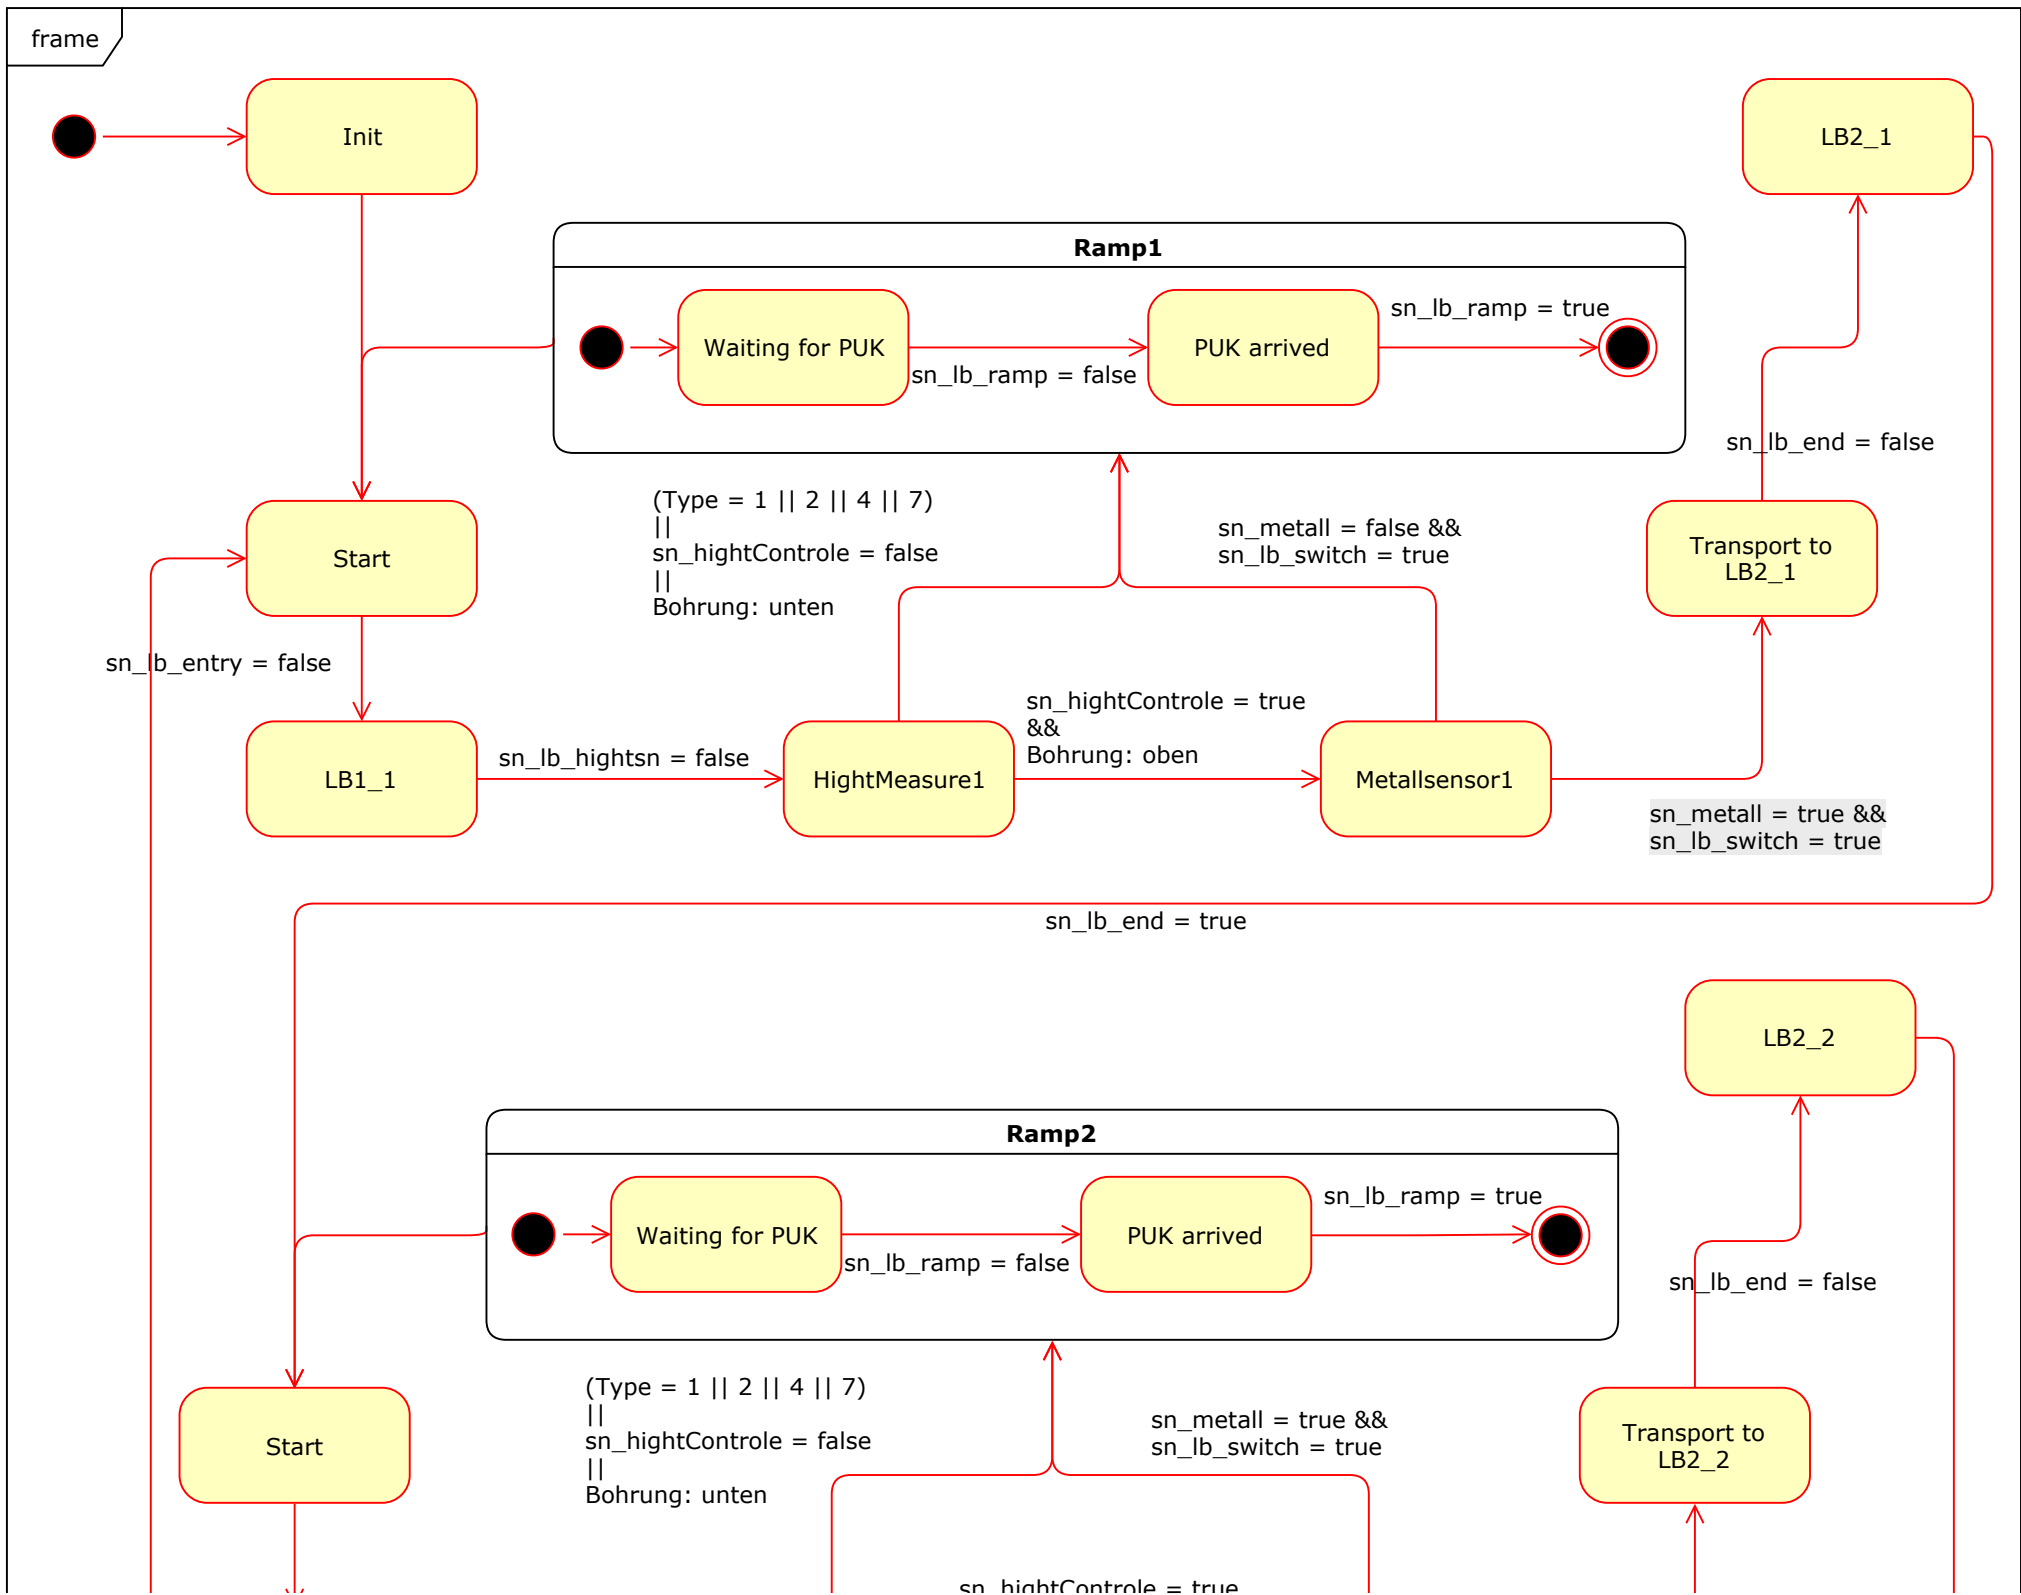 frame
Init
LB2_1
Ramp1
sn_lb_ramp = true
Waiting for PUK
PUK arrived
sn_lb_ramp = false
sn_lb_end = false
(Type = 1 || 2 || 4 || 7)
||
sn_hightControle = false
||
Bohrung: unten
sn_metall = false &&
sn_lb_switch = true
Start
Transport to
LB2_1
sn_lb_entry = false
sn_hightControle = true
&&
Bohrung: oben
LB1_1
sn_lb_hightsn = false
HightMeasure1
Metallsensor1
sn_metall = true &&
sn_lb_switch = true
sn_lb_end = true
LB2_2
Ramp2
sn_lb_ramp = true
Waiting for PUK
PUK arrived
sn_lb_ramp = false
sn_lb_end = false
(Type = 1 || 2 || 4 || 7)
||
sn_hightControle = false
||
Bohrung: unten
sn_metall = true &&
sn_lb_switch = true
Start
Transport to
LB2_2
sn_hightControle = true